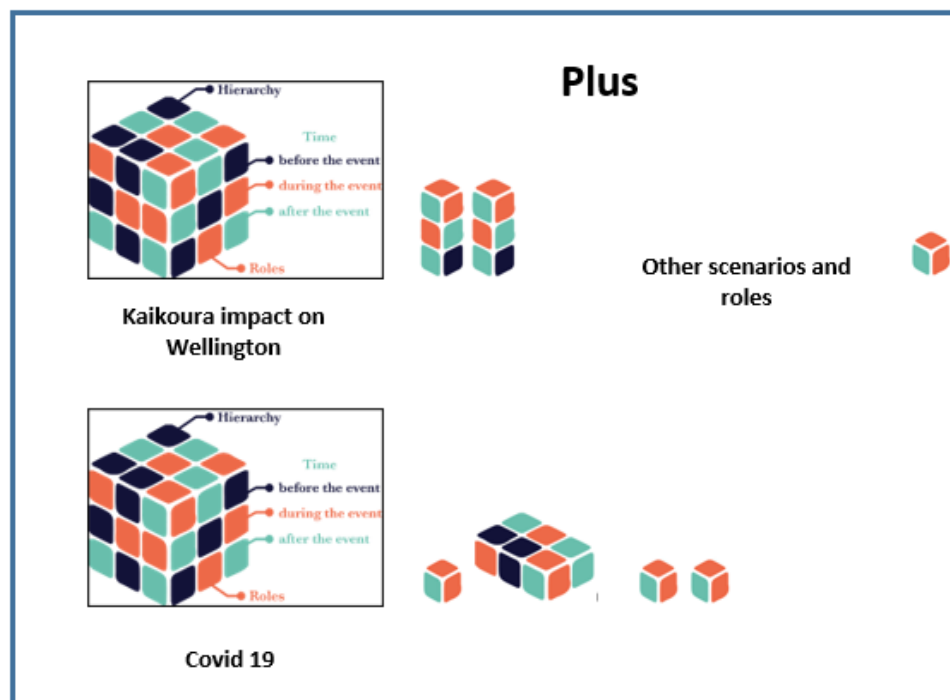 Plus
Hierarchy
Time
before the event
during the event
after the event
Roles
Kaikoura impact on
Wellington
Other scenarios and
roles
Hierarchy
Time
before the event
during the event
after the event
Roles
Covid 19